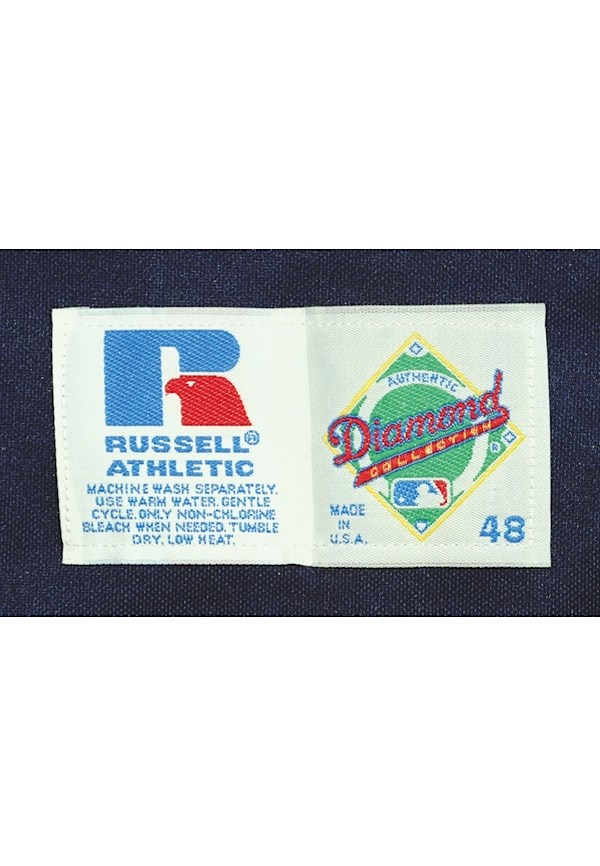 R
RUSSELL®
ATHLETIC
MACHINE WASH SEPARATELY.
USE WARM WATER. GENTLE
CYCLE. ONLY NON-CHLORINE
BLEACH WHEN NEEDED. TUMBLE
DRY, LOW HEAT.
AUTHENTIC
Diamond
COLLECTION
®
MADE
IN
U.S.A.
48